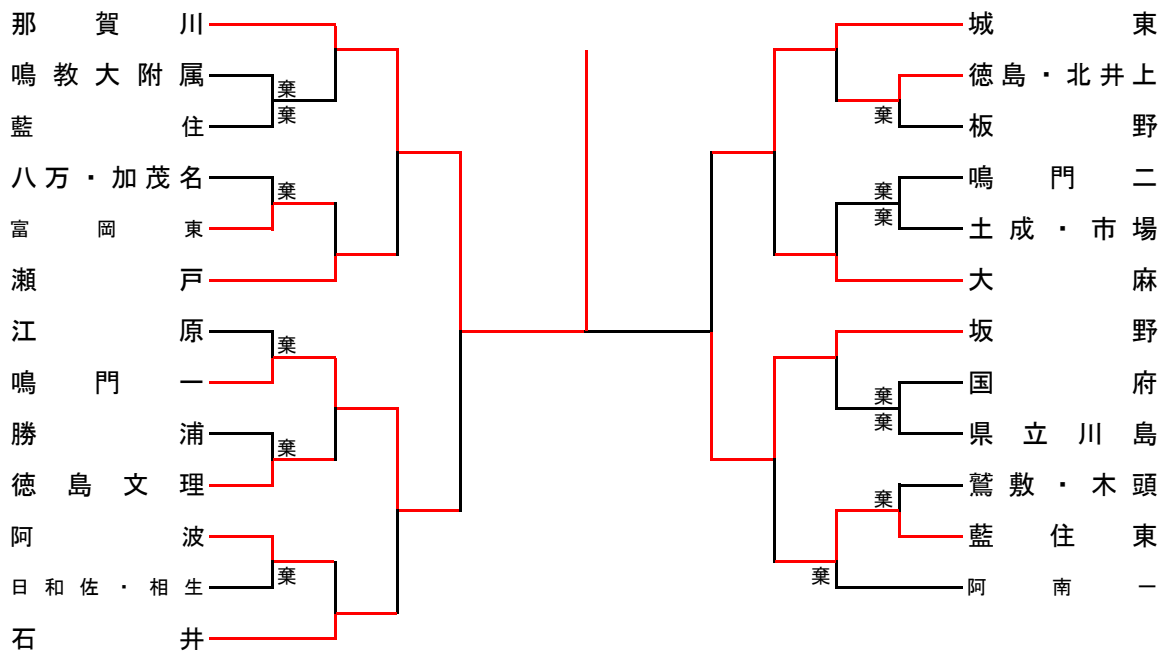 那賀川
鳴教大附属
棄
棄
藍住
八万・加茂名
棄
富岡東
瀬戸
江原
棄
鳴門一
勝浦
棄
徳島文理
阿波
棄
日和佐・相生
石井
城東
徳島・北井上
棄
板野
鳴門二
棄
棄
土成・市場
大麻
坂野
国府
棄
棄
県立川島
鷲敷・木頭
棄
藍住東
棄
阿南一